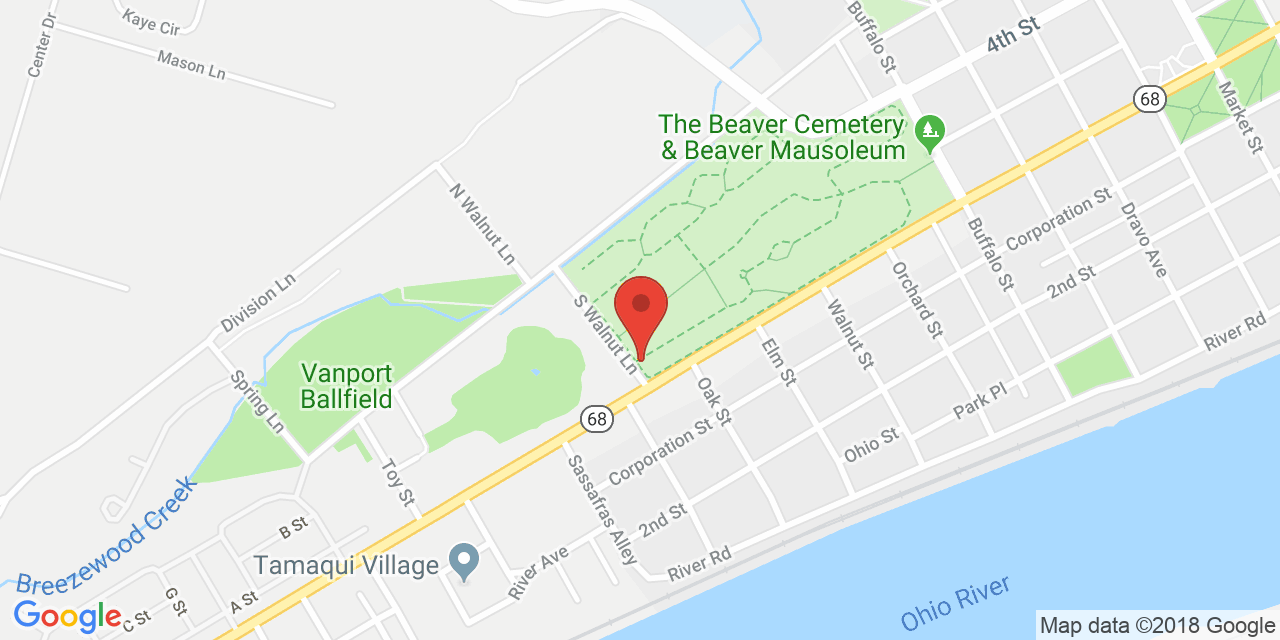 Kaye Cir
Center Dr
Mason Ln
Buffalo St
4th St
68
Market St
The Beaver Cemetery
& Beaver Mausoleum
N Walnut Ln
Corporation St
Dravo Ave
Buffalo St
2nd St
Orchard St
Division Ln
S Walnut Ln
Walnut St
River Rd
Elm St
Vanport
Ballfield
Spring Ln
Oak St
Park Pl
68
Corporation St
Ohio St
Toy St
Sassafras Alley
Breezewood Creek
2nd St
B St
Tamaqui Village
River Ave
River Rd
G St
A St
C St
Ohio River
Google
Map data ©2018 Google